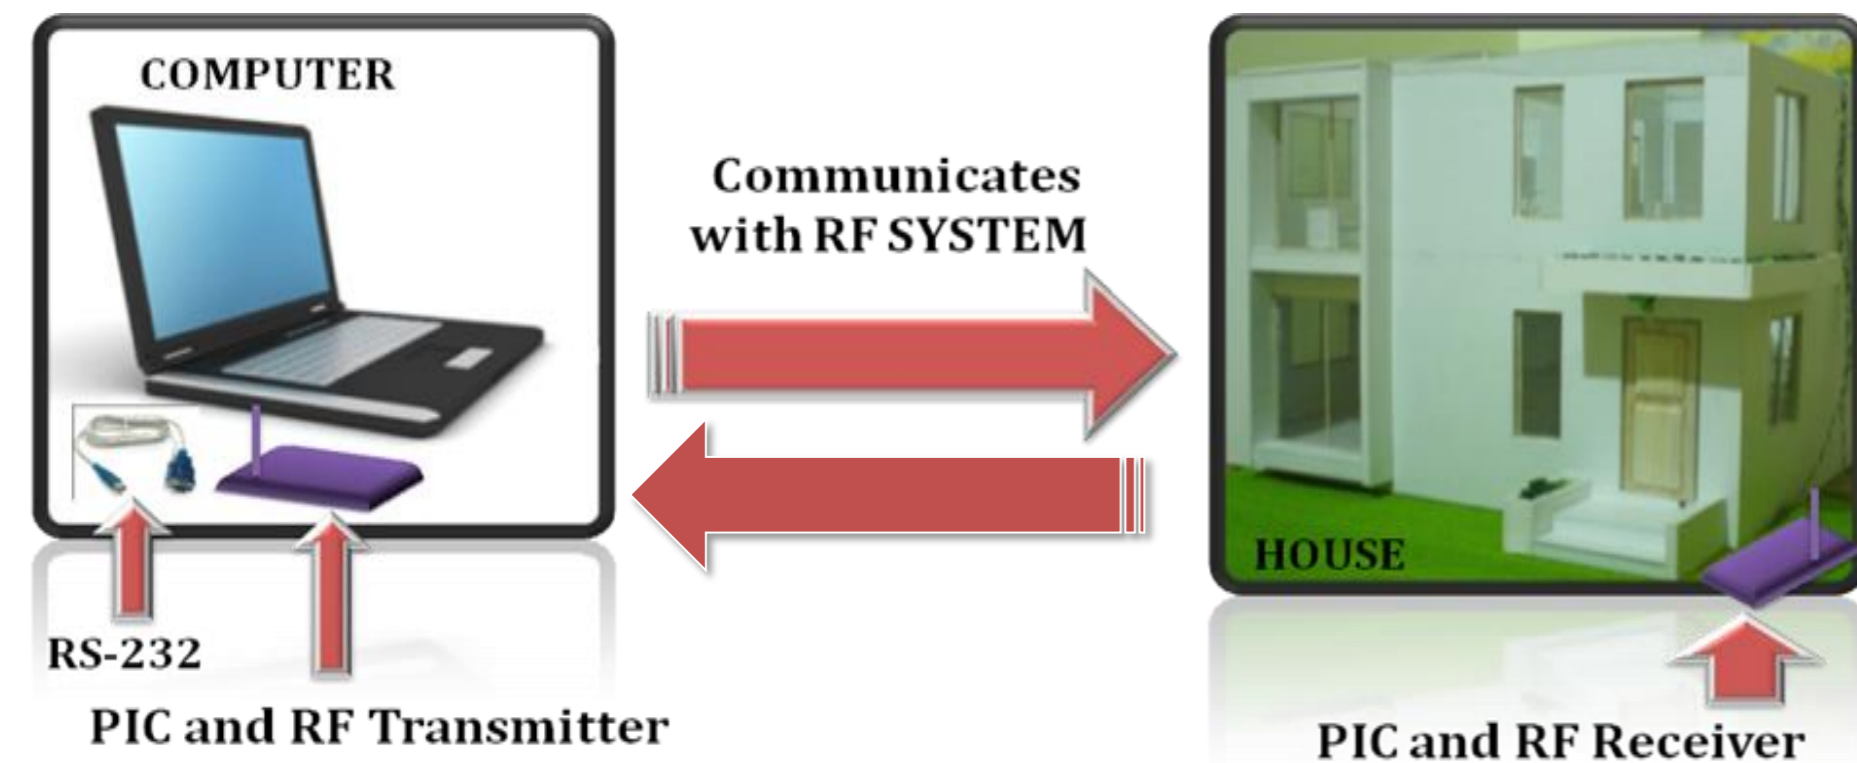 COMPUTER
Communicates
with RF SYSTEM
HOUSE
RS-232
PIC and RF Transmitter
PIC and RF Receiver